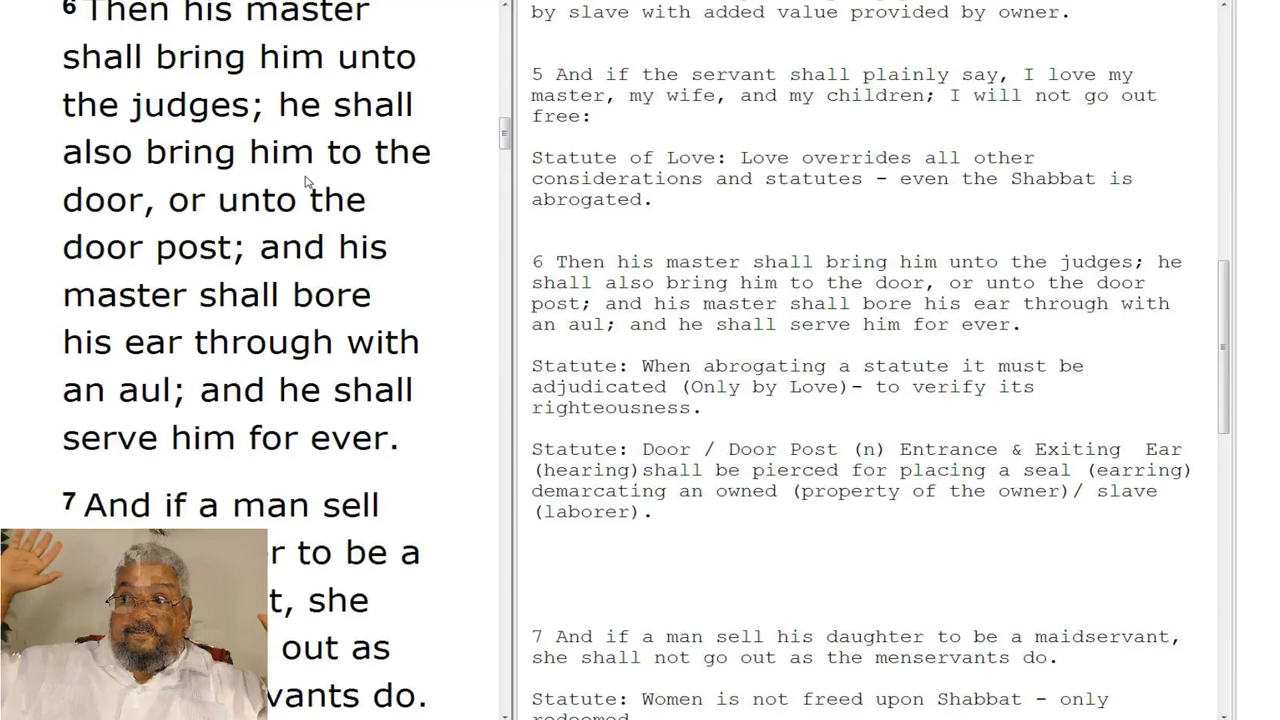 6 Then his master
shall bring him unto
the judges; he shall
also bring him to the
door, or unto the
door post; and his
master shall bore
his ear through with
an aul; and he shall
serve him for ever.
7 And if a man sell
r to be a
t, she
out as
vants do.
by slave with added value provided by owner.
5 And if the servant shall plainly say, I love my
master, my wife, and my children; I will not go out
free:
Statute of Love: Love overrides all other
considerations and statutes - even the Shabbat is
abrogated.
6 Then his master shall bring him unto the judges; he
shall also bring him to the door, or unto the door
post; and his master shall bore his ear through with
an aul; and he shall serve him for ever.
Statute: When abrogating a statute it must be
adjudicated (Only by Love)- to verify its
righteousness.
Statute: Door / Door Post (n) Entrance & Exiting  Ear
(hearing)shall be pierced for placing a seal (earring)
demarcating an owned (property of the owner)/ slave
(laborer).
7 And if a man sell his daughter to be a maidservant,
she shall not go out as the menservants do.
Statute: Women is not freed upon Shabbat - only
redeemed